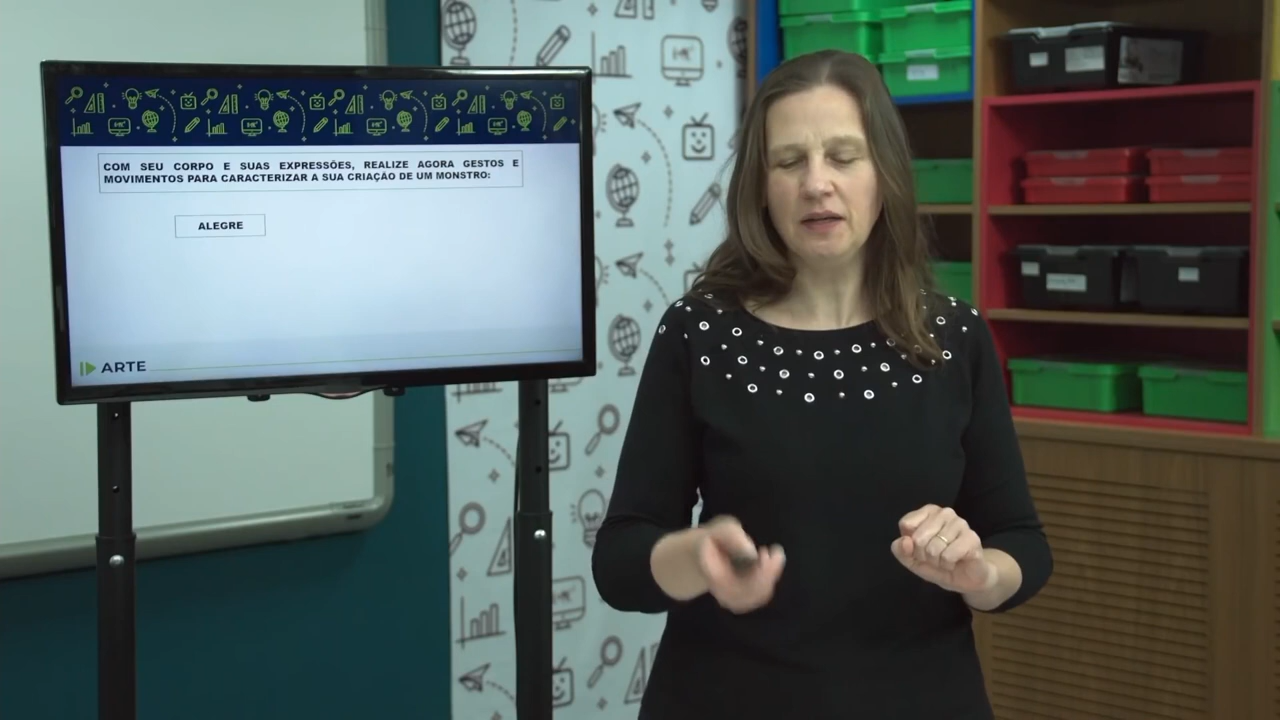 COM SEU CORPO E SUAS EXPRESSÕES, REALIZE AGORA GESTOS E
MOVIMENTOS PARA CARACTERIZAR A SUA CRIAÇÃO DE UM MONSTRO:
ALEGRE
ARTE